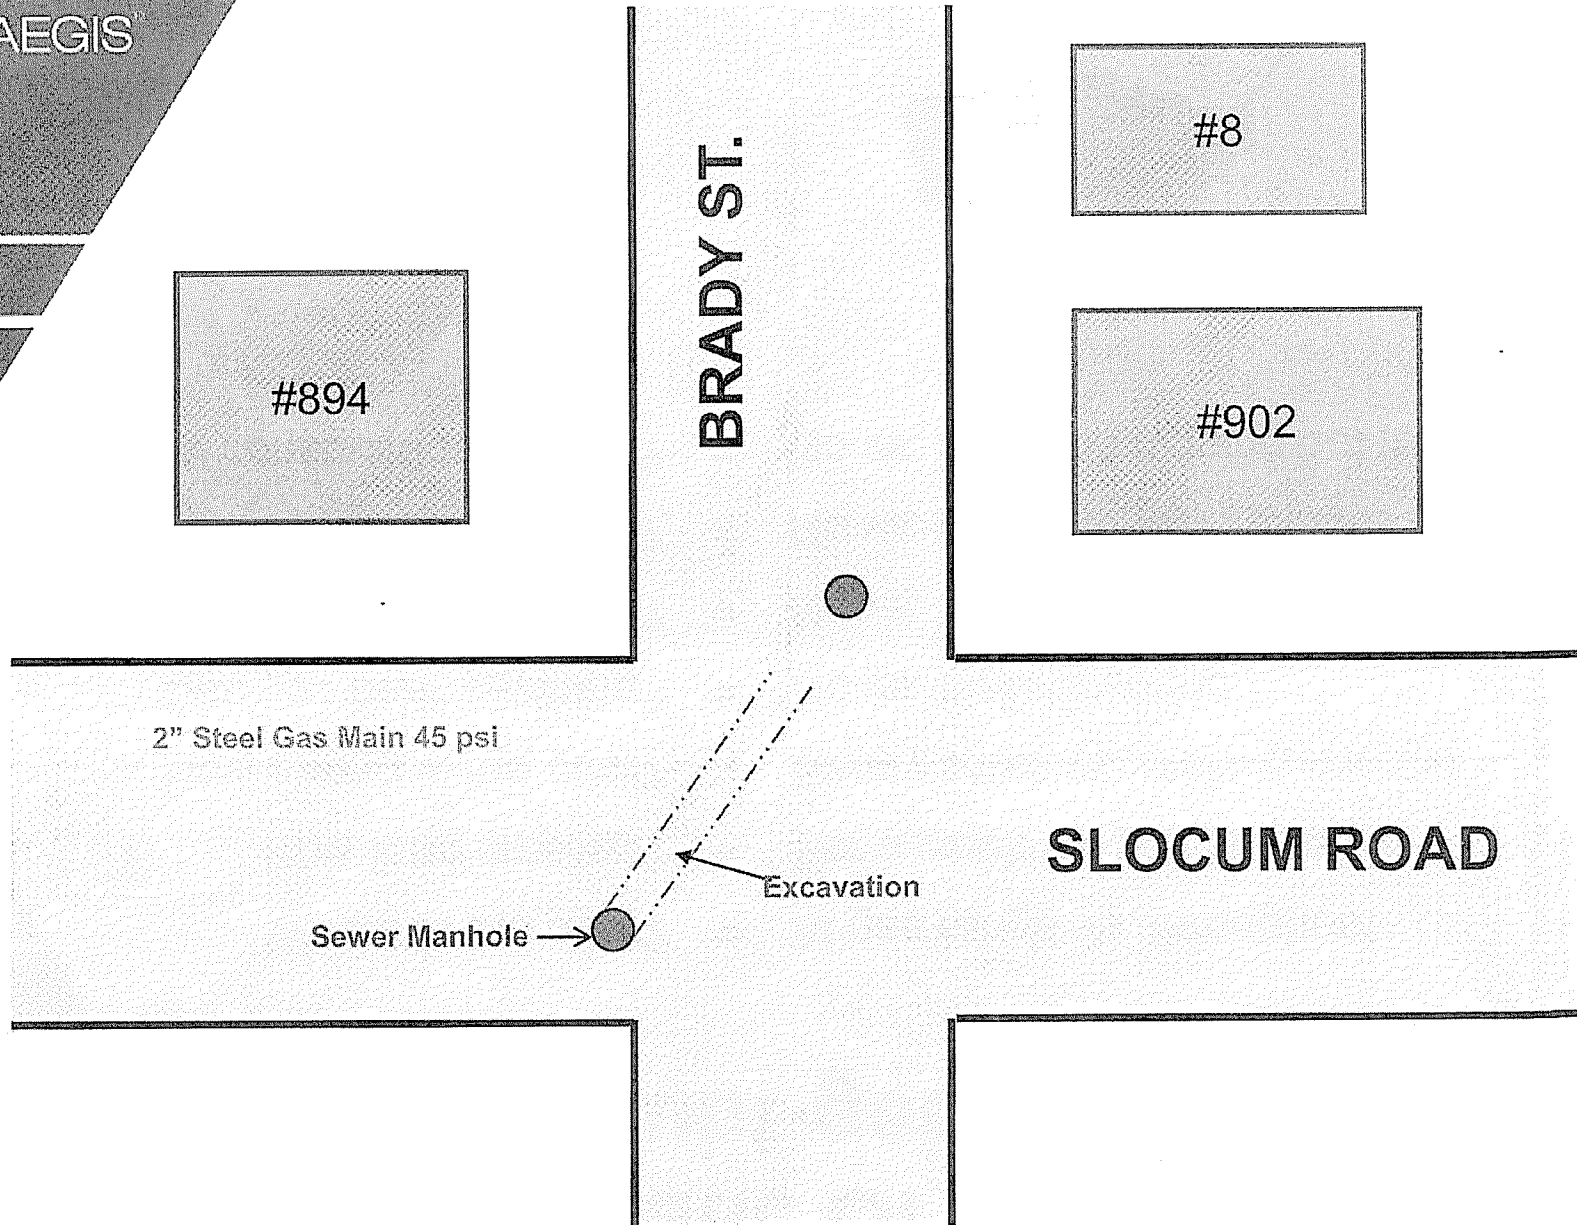 AEGIS
#8
BRADY ST.
#894
#902
2" Steel Gas Main 45 psi
SLOCUM ROAD
Excavation
Sewer Manhole